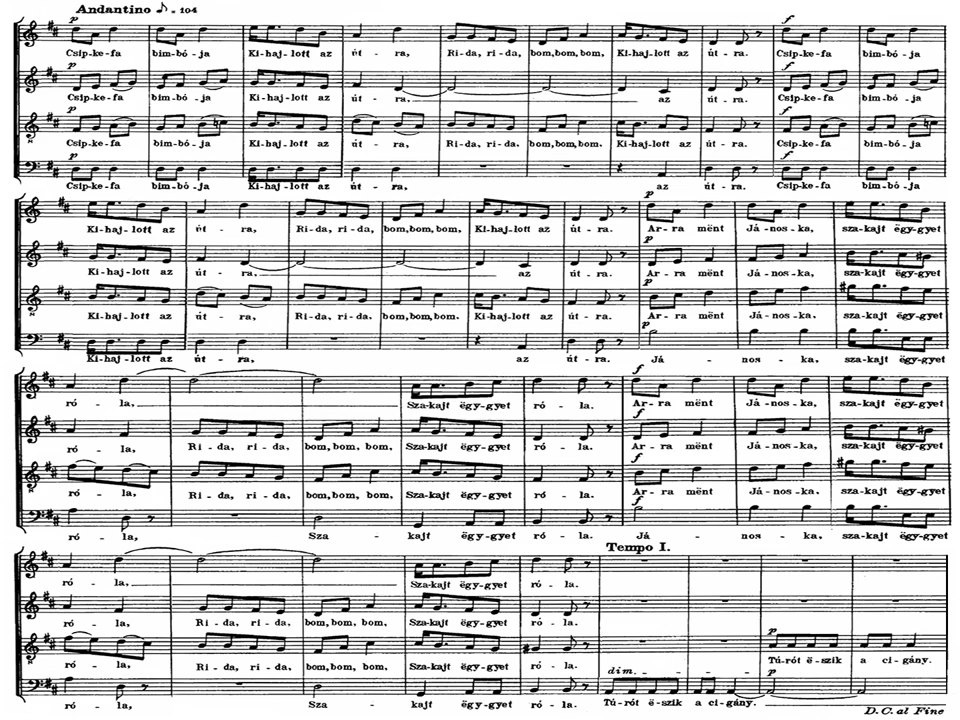 Andantino ♪ = 104
p
Csip-ke-fa bim-bó-ja Ki-haj-lott az út - ra, Ri-da, ri-da, bom,bom,bom, Ki-haj-lott az út - ra. f Csip-ke-fa bim-bó-ja
p
Csip-ke-fa bim-bó-ja Ki-haj-lott az út - ra, az út - ra. f Csip-ke-fa bim-bó-ja
p
Csip-ke-fa bim-bó-ja Ki-haj-lott az út - ra, Ri-da, ri-da, bom,bom,bom. Ki-haj-lott az út - ra. f Csip-ke-fa bim-bó-ja
p
Csip-ke-fa bim-bó-ja Ki-haj-lott az út - ra, az út - ra. f Csip-ke-fa bim-bó-ja
Ki-haj-lott az út - ra, Ri-da, ri-da, bom,bom,bom, Ki-haj-lott az út - ra. p Ar-ra mënt Já-nos-ka, sza-kajt ëgy-gyet
Ki-haj-lott az út - ra, az út - ra. Ar-ra mënt Já-nos-ka, sza-kajt ëgy-gyet
Ki-haj-lott az út - ra, Ri-da, ri-da, bom,bom,bom. Ki-haj-lott az út - ra. Ar-ra mënt Já-nos-ka, sza-kajt ëgy-gyet
Ki-haj-lott az út - ra, az út - ra. p Já - nos - ka, sza-kajt ëgy-gyet
ró - la, Sza-kajt ëgy-gyet ró - la. f Ar-ra mënt Já-nos-ka, sza-kajt ëgy-gyet
ró - la, Ri-da, ri-da, bom,bom,bom, Sza-kajt ëgy-gyet ró - la. f Ar-ra mënt Já-nos-ka, sza-kajt ëgy-gyet
ró - la, Ri-da, ri-da, bom,bom, bom, Sza-kajt ëgy-gyet ró - la. f Ar-ra mënt Já-nos-ka, sza-kajt ëgy-gyet
ró - la, Sza - kajt ëgy-gyet ró - la. f Já - nos - ka, sza-kajt ëgy-gyet
Tempo I.
ró - la, Sza-kajt ëgy-gyet ró - la.
ró - la, Ri-da, ri-da, bom, bom, bom, Sza-kajt ëgy-gyet ró - la.
ró - la, Ri-da, ri-da, bom,bom, bom, Sza-kajt ëgy-gyet ró - la. p Tú-rót ë-szik a ci-gány.
ró - la, Sza - kajt ëgy-gyet ró - la. dim. Tú-rót ë-szik a ci-gány. p
D. C. al Fine